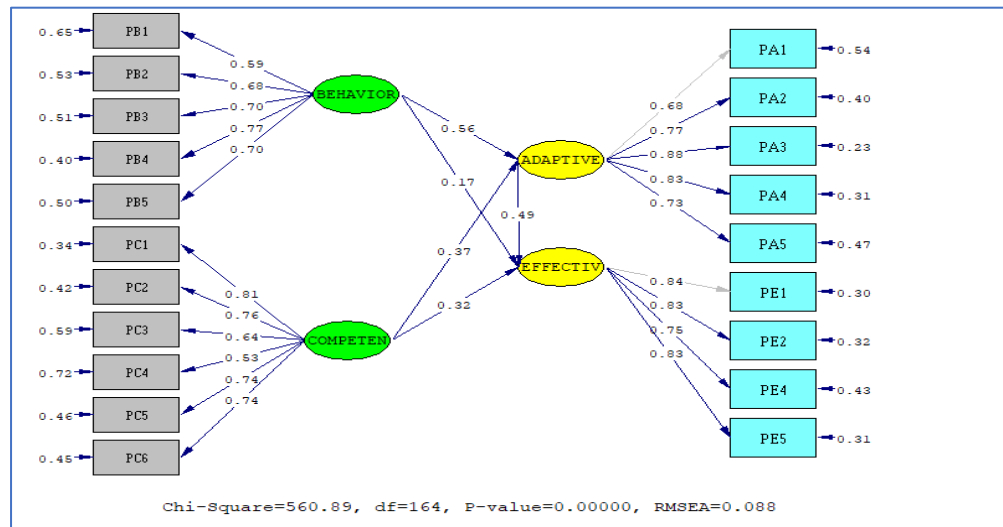 0.65 PB1
0.53 PB2
0.51 PB3
0.40 PB4
0.50 PB5
0.34 PC1
0.42 PC2
0.59 PC3
0.72 PC4
0.46 PC5
0.45 PC6
0.59
0.68
0.70
0.77
0.70
0.81
0.76
0.64
0.53
0.74
0.74
BEHAVIOR
COMPETEN
0.56
0.17
0.49
0.37
0.32
ADAPTIVE
EFFECTIV
0.68
0.77
0.88
0.83
0.73
0.84
0.83
0.75
0.83
PA1 0.54
PA2 0.40
PA3 0.23
PA4 0.31
PA5 0.47
PE1 0.30
PE2 0.32
PE4 0.43
PE5 0.31
Chi-Square=560.89, df=164, P-value=0.00000, RMSEA=0.088